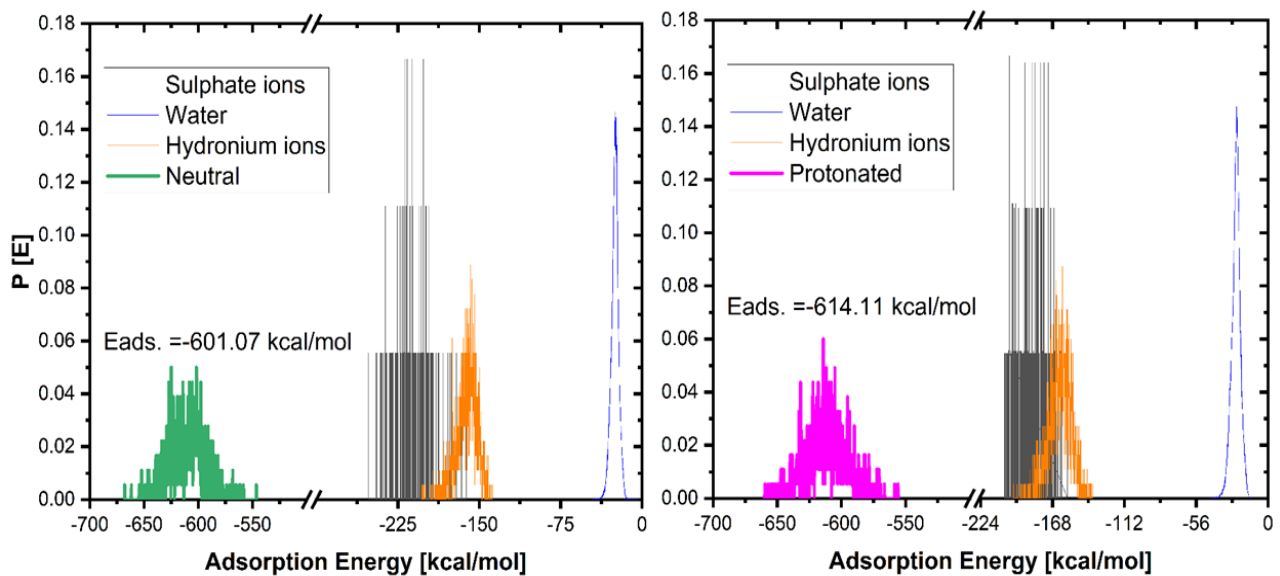 0.18
0.16
0.14
0.12
0.10
0.08
0.06
0.04
0.02
0.00
P [E]
Sulphate ions
Water
Hydronium ions
Neutral
Eads. =-601.07 kcal/mol
-700 -650 -600 -550 -225 -150 -75 0
Adsorption Energy [kcal/mol]
0.18
0.16
0.14
0.12
0.10
0.08
0.06
0.04
0.02
0.00
Sulphate ions
Water
Hydronium ions
Protonated
Eads. =-614.11 kcal/mol
-700 -650 -600 -550 -224 -168 -112 -56 0
Adsorption Energy [kcal/mol]